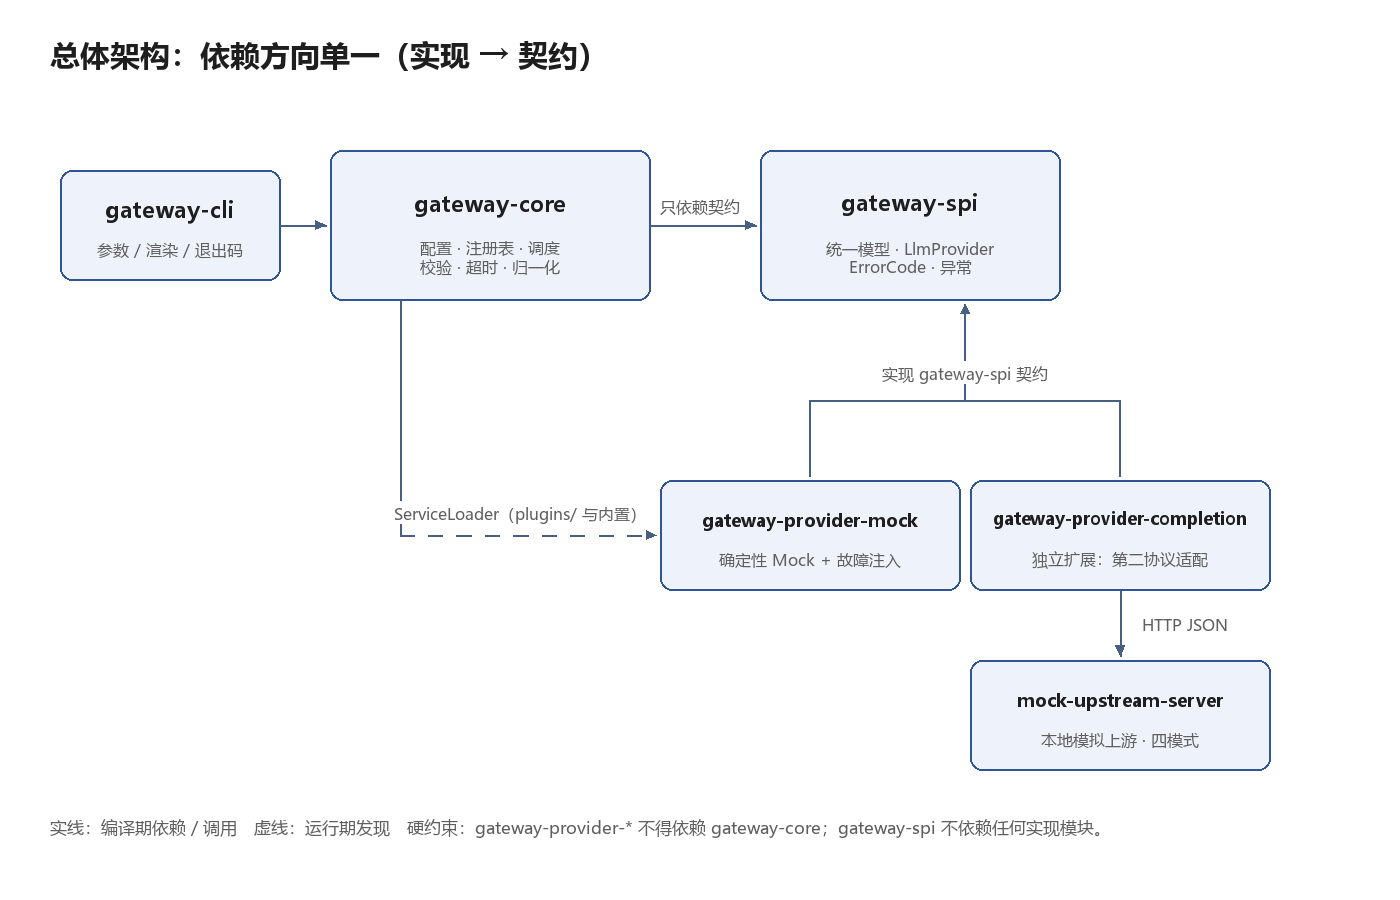 总体架构：依赖方向单一（实现 → 契约）
gateway-cli
参数 / 渲染 / 退出码
gateway-core
配置 · 注册表 · 调度
校验 · 超时 · 归一化
只依赖契约
gateway-spi
统一模型 · LlmProvider
ErrorCode · 异常
实现 gateway-spi 契约
ServiceLoader（plugins/ 与内置）
gateway-provider-mock
确定性 Mock + 故障注入
gateway-provider-completion
独立扩展：第二协议适配
HTTP JSON
mock-upstream-server
本地模拟上游 · 四模式
实线：编译期依赖 / 调用　虚线：运行期发现　硬约束：gateway-provider-* 不得依赖 gateway-core；gateway-spi 不依赖任何实现模块。